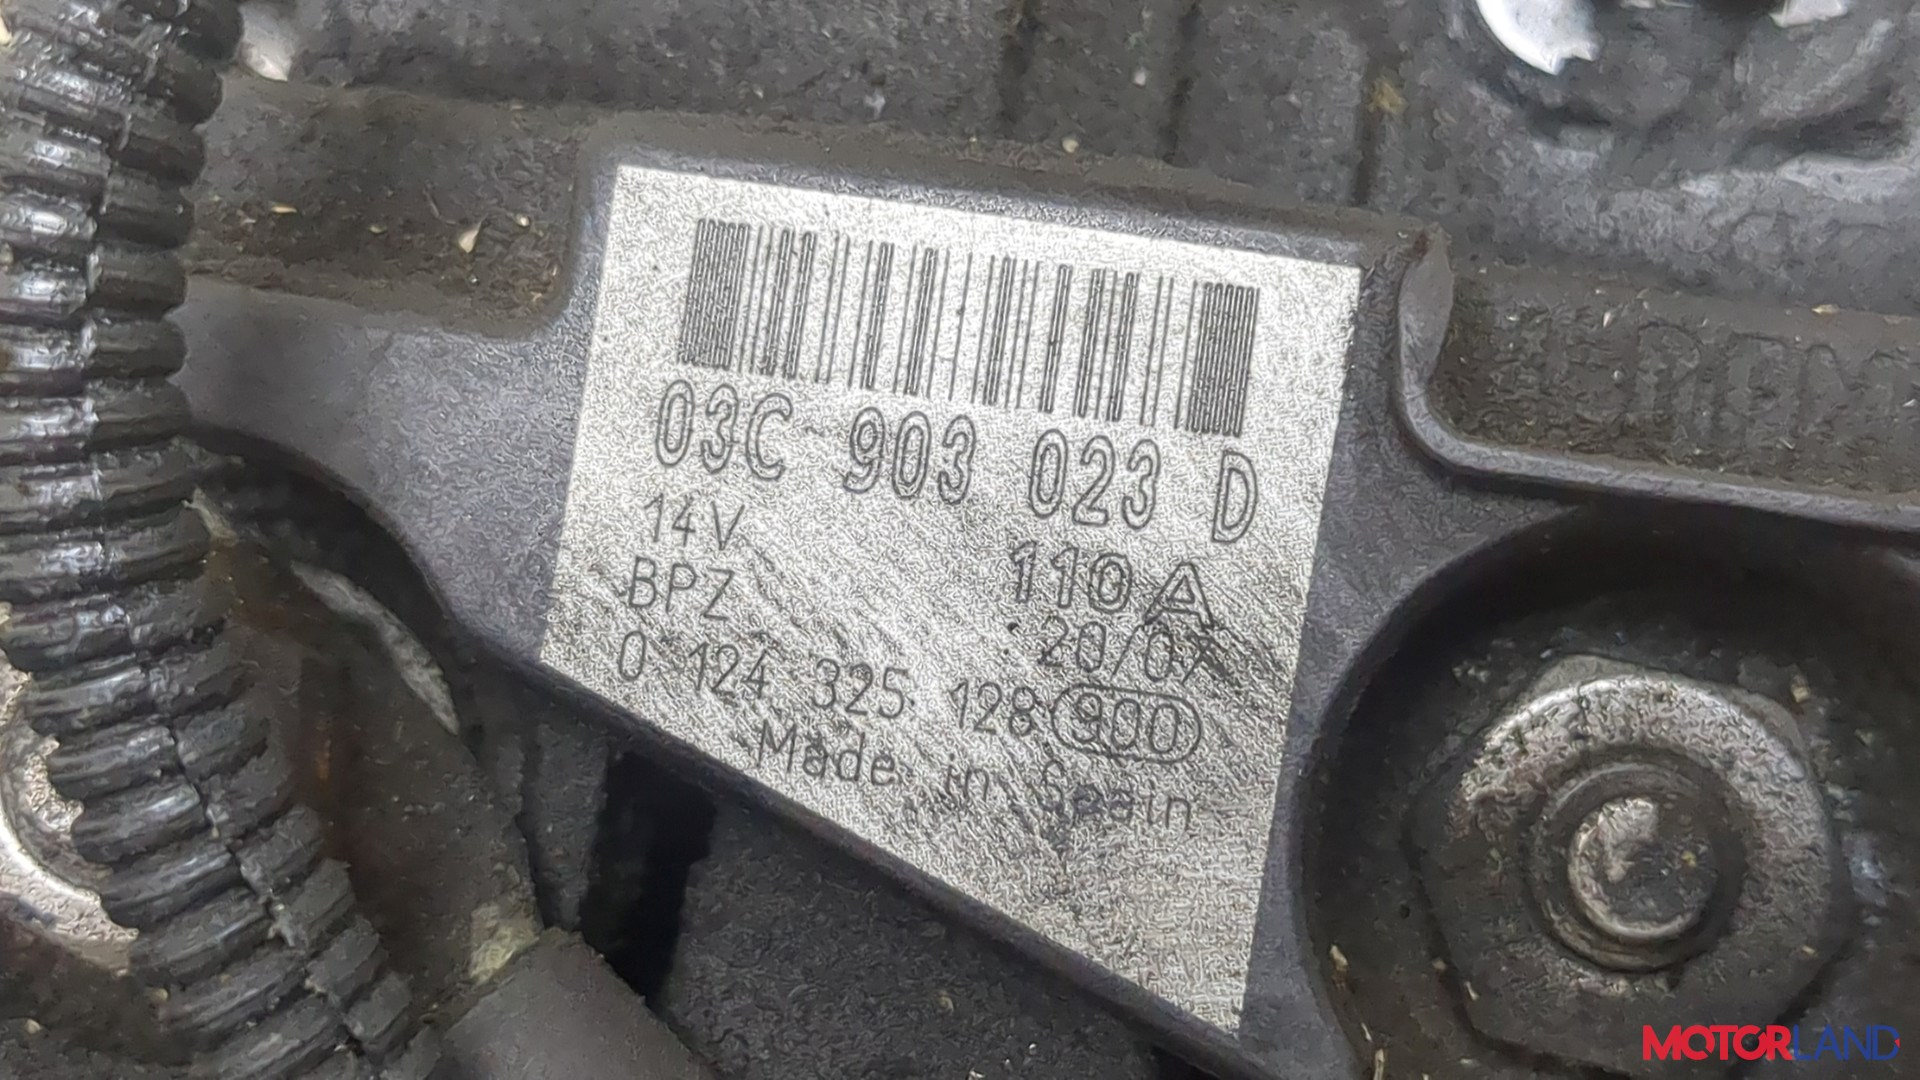 03C 903 023 D
14V 110A
BPZ 20/07
0 124 325 128 900
Made in Spain
MOTORLAND